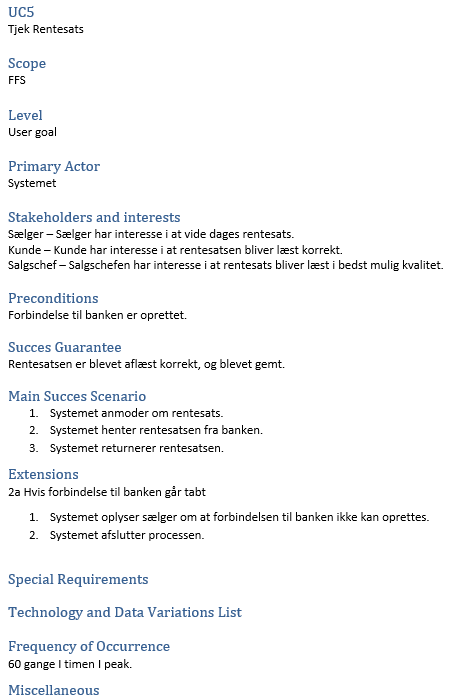 UC5
Tjek Rentesats
Scope
FFS
Level
User goal
Primary Actor
Systemet
Stakeholders and interests
Sælger – Sælger har interesse i at vide dages rentesats.
Kunde – Kunde har interesse i at rentesatsen bliver læst korrekt.
Salgschef – Salgschefen har interesse i at rentesats bliver læst i bedst mulig kvalitet.
Preconditions
Forbindelse til banken er oprettet.
Succes Guarantee
Rentesatsen er blevet aflæst korrekt, og blevet gemt.
Main Succes Scenario
1. Systemet anmoder om rentesats.
2. Systemet henter rentesatsen fra banken.
3. Systemet returnerer rentesatsen.
Extensions
2a Hvis forbindelse til banken går tabt
1. Systemet oplyser sælger om at forbindelsen til banken ikke kan oprettes.
2. Systemet afslutter processen.
Special Requirements
Technology and Data Variations List
Frequency of Occurrence
60 gange I timen I peak.
Miscellaneous